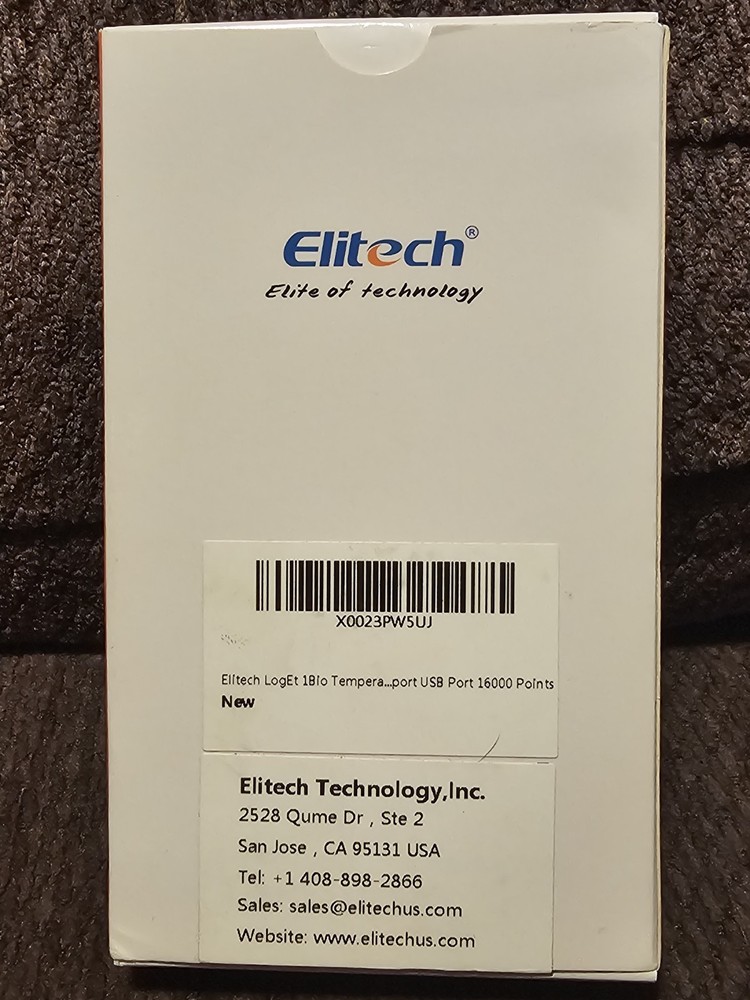 Elitech®
Elite of technology
X0023PW5UJ
Elitech LogEt 1Bio Tempera...port USB Port 16000 Points
New
Elitech Technology,Inc.
2528 Qume Dr , Ste 2
San Jose , CA 95131 USA
Tel: +1 408-898-2866
Sales: sales@elitechus.com
Website: www.elitechus.com